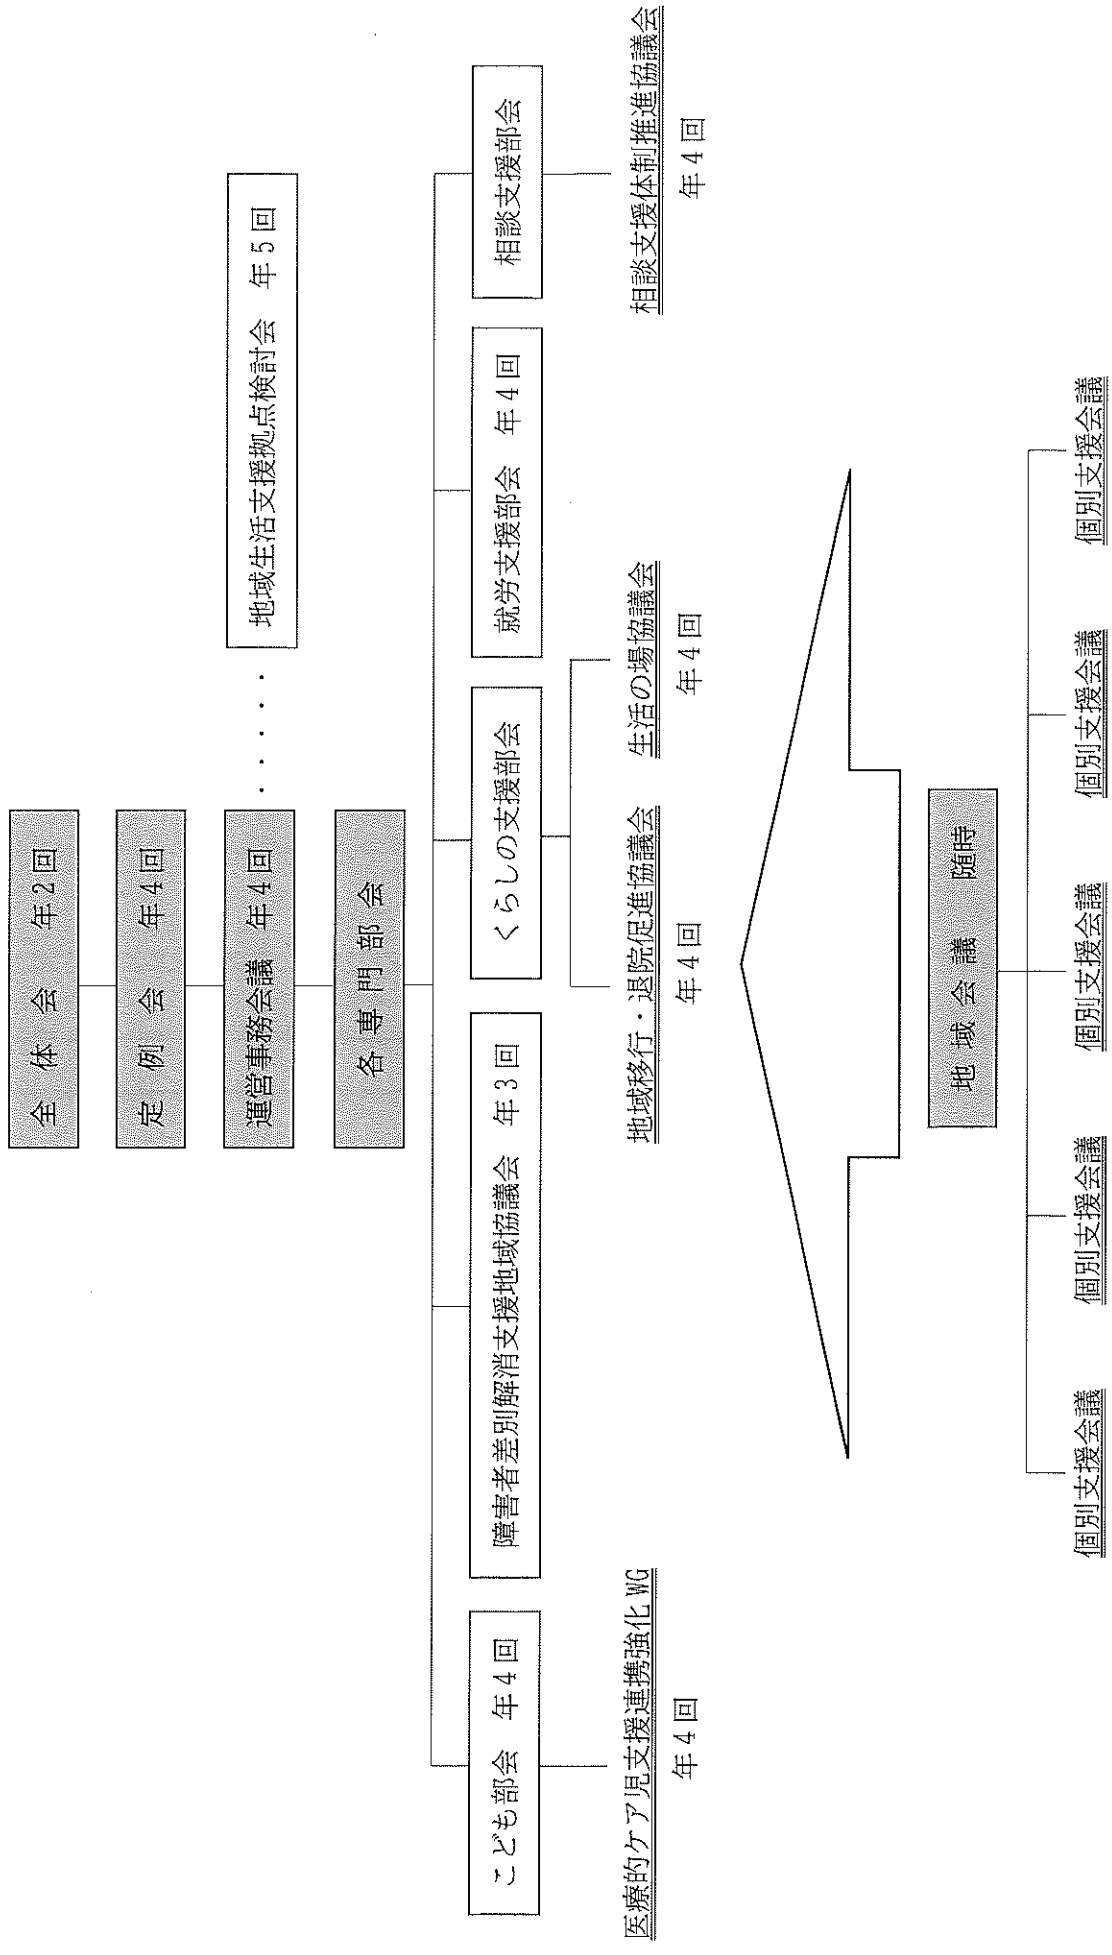 全体会 年2回
定例会 年4回
運営事務会議 年4回
・・・・・
地域生活支援拠点検討会 年5回
各専門部会
こども部会 年4回
障害者差別解消支援地域協議会 年3回
くらしの支援部会
就労支援部会 年4回
相談支援部会
医療的ケア児支援連携強化WG
年4回
地域移行・退院促進協議会
年4回
生活の場協議会
年4回
相談支援体制推進協議会
年4回
地域会議 随時
個別支援会議
個別支援会議
個別支援会議
個別支援会議
個別支援会議